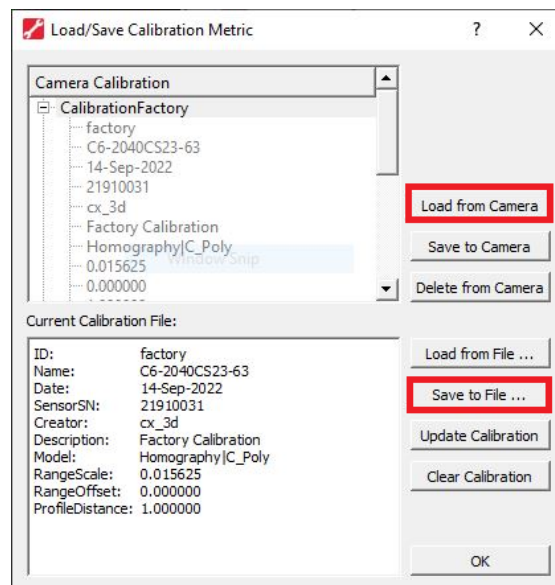 Load/Save Calibration Metric
?
Camera Calibration
CalibrationFactory
factory
C6-2040CS23-63
14-Sep-2022
21910031
cx_3d
Factory Calibration
Homography|C_Poly
Window Snip
0.015625
0.000000
Load from Camera
Save to Camera
Delete from Camera
Current Calibration File:
ID: factory
Name: C6-2040CS23-63
Date: 14-Sep-2022
SensorSN: 21910031
Creator: cx_3d
Description: Factory Calibration
Model: Homography|C_Poly
RangeScale: 0.015625
RangeOffset: 0.000000
ProfileDistance: 1.000000
Load from File ...
Save to File ...
Update Calibration
Clear Calibration
OK